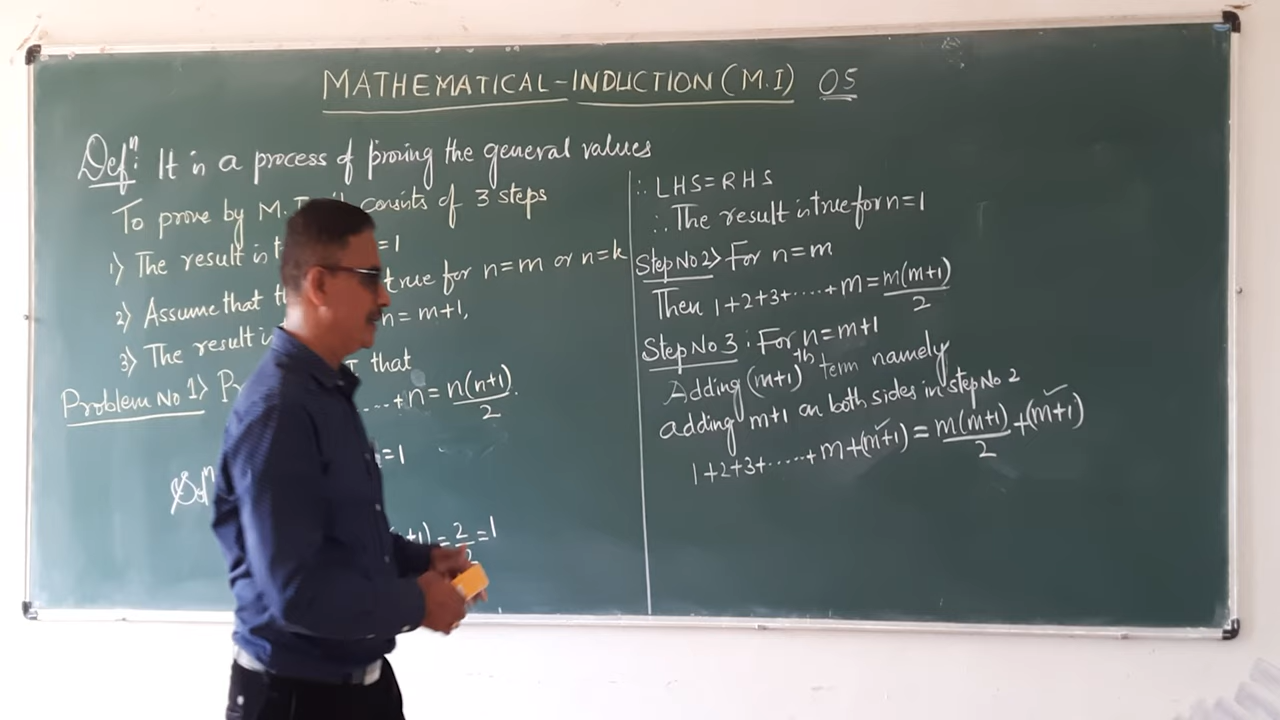 MATHEMATICAL-INDUCTION (M.I) 05
Defⁿ: It is a process of proving the general values
To prove by M.I consists of 3 steps
1) The result is =1
2) Assume that true for n=m or n=k
3) The result n=m+1,
Problem No 1> that
....+n=n(n+1)/2.
Solⁿ =1
+1)=2/2=1
∴ LHS=RHS
∴ The result is true for n=1
Step No 2> For n=m
Then 1+2+3+......+m=m(m+1)/2
Step No 3: For n=m+1
Adding (m+1)ᵗʰ term namely
adding m+1 on both sides in step No 2
1+2+3+......+m+(m+1)=m(m+1)/2+(m+1)